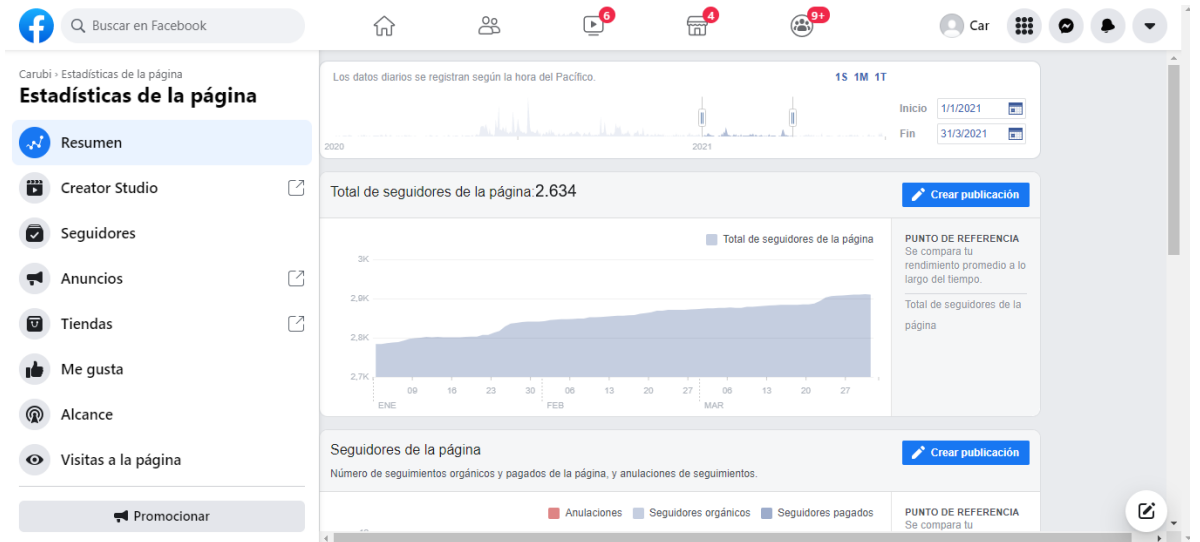 Buscar en Facebook
6
4
9+
Car
Carubi › Estadísticas de la página
Estadísticas de la página
Resumen
Creator Studio
Seguidores
Anuncios
Tiendas
Me gusta
Alcance
Visitas a la página
Promocionar
Los datos diarios se registran según la hora del Pacífico.
1S 1M 1T
Inicio 1/1/2021
Fin 31/3/2021
2020 2021
Total de seguidores de la página:2.634
Crear publicación
Total de seguidores de la página
3K
2,9K
2,8K
2,7K
09 16 23 30 06 13 20 27 06 13 20 27
ENE FEB MAR
PUNTO DE REFERENCIA
Se compara tu
rendimiento promedio a lo
largo del tiempo.
Total de seguidores de la
página
Seguidores de la página
Número de seguimientos orgánicos y pagados de la página, y anulaciones de seguimientos.
Crear publicación
Anulaciones Seguidores orgánicos Seguidores pagados
PUNTO DE REFERENCIA
Se compara tu